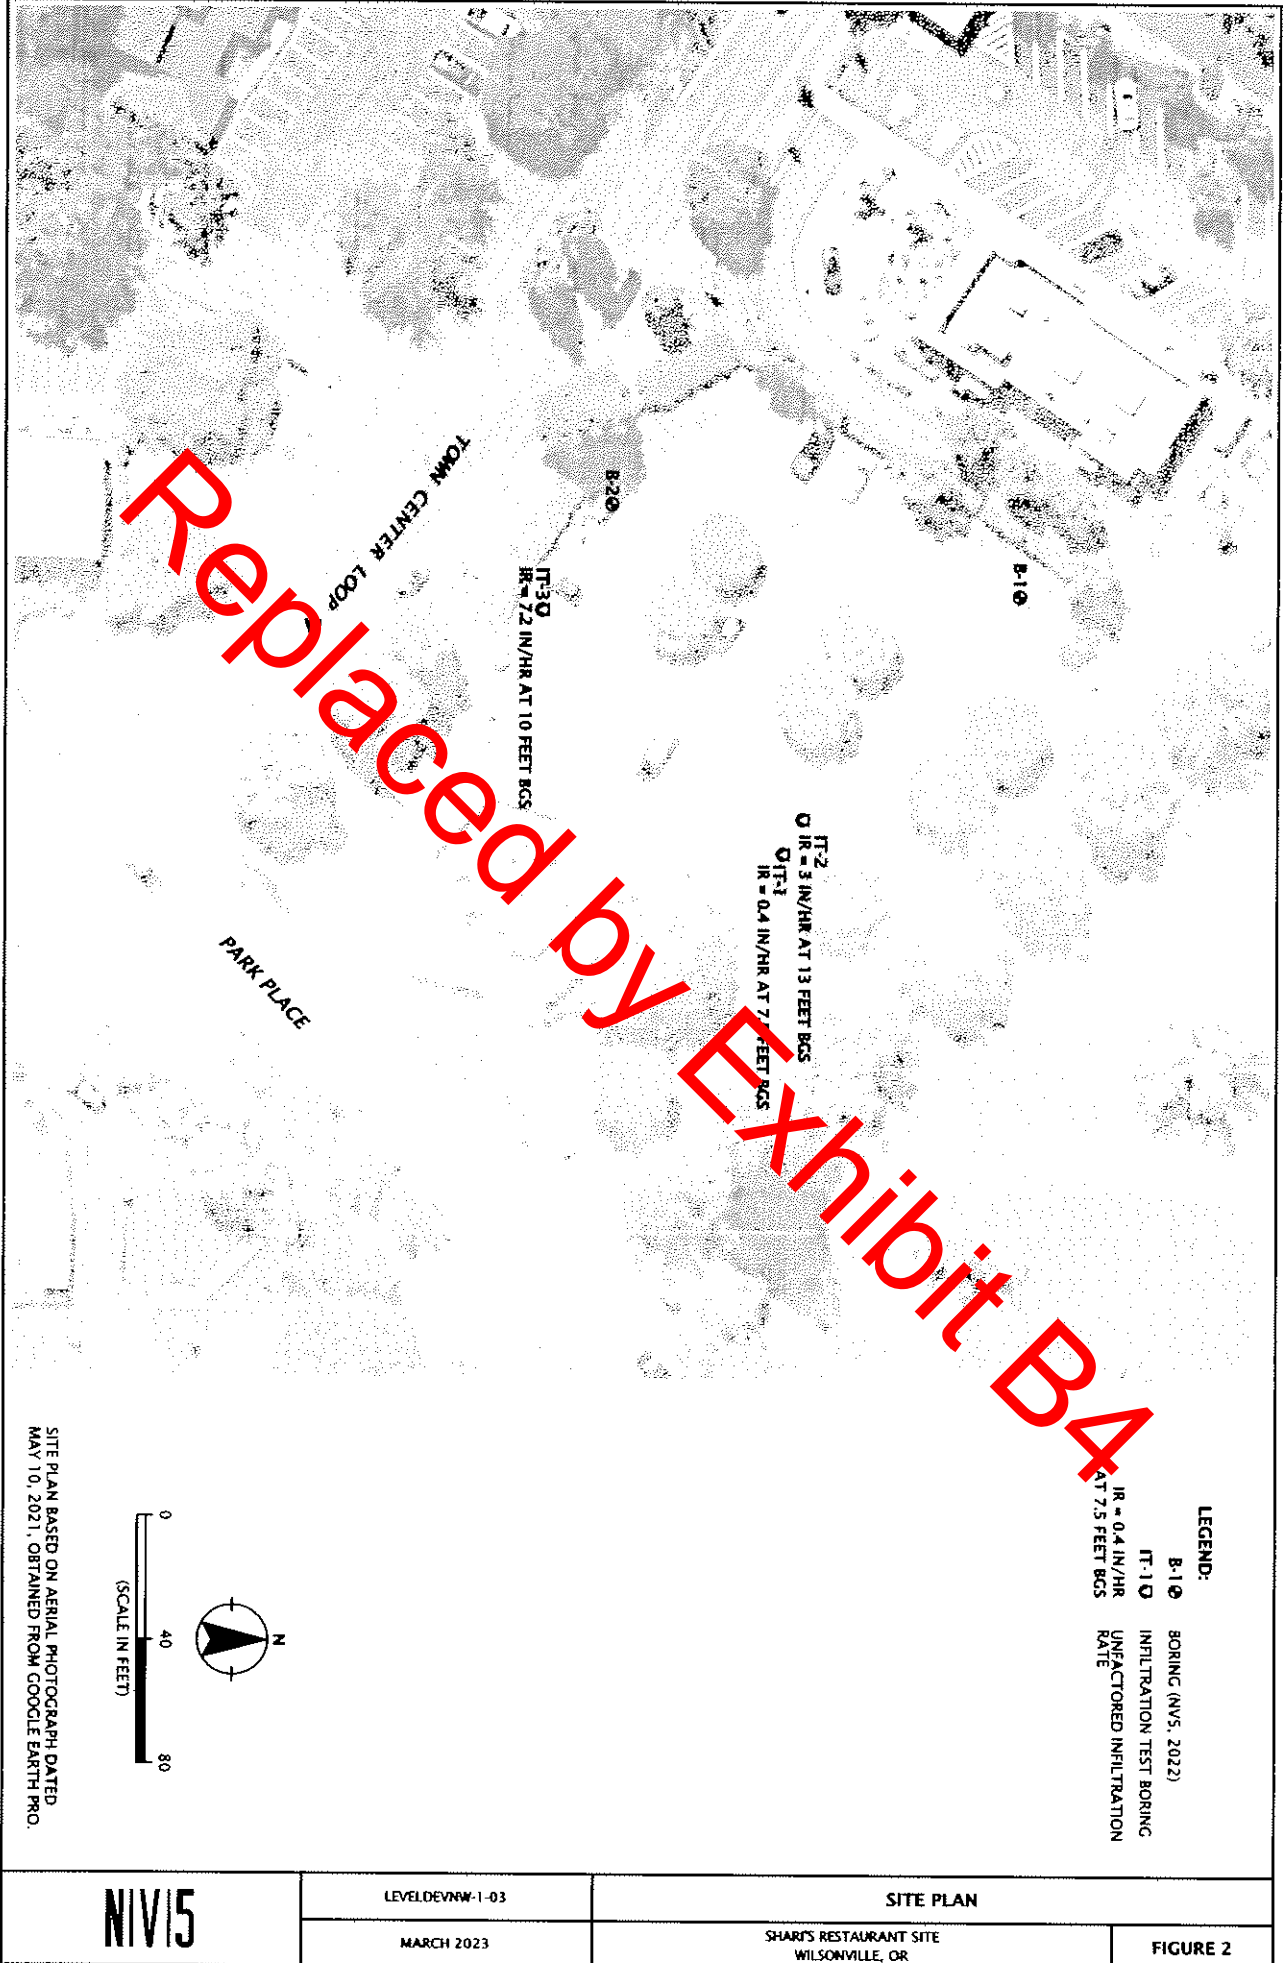 TOWN CENTER LOOP
B-2
IT-3
IR = 7.2 IN/HR AT 10 FEET BGS
B-1
IT-2
IR = 3 IN/HR AT 13 FEET BGS
IT-1
IR = 0.4 IN/HR AT 7. FEET BGS
PARK PLACE
Replaced by Exhibit B4
LEGEND:
B-1 BORING (NV5, 2022)
IT-1 INFILTRATION TEST BORING
IR = 0.4 IN/HR UNFACTORED INFILTRATION
AT 7.5 FEET BGS RATE
N
0 40 80
(SCALE IN FEET)
SITE PLAN BASED ON AERIAL PHOTOGRAPH DATED
MAY 10, 2021, OBTAINED FROM GOOGLE EARTH PRO.
N|V|5
LEVELDEVNW-1-03
MARCH 2023
SITE PLAN
SHARI'S RESTAURANT SITE
WILSONVILLE, OR
FIGURE 2